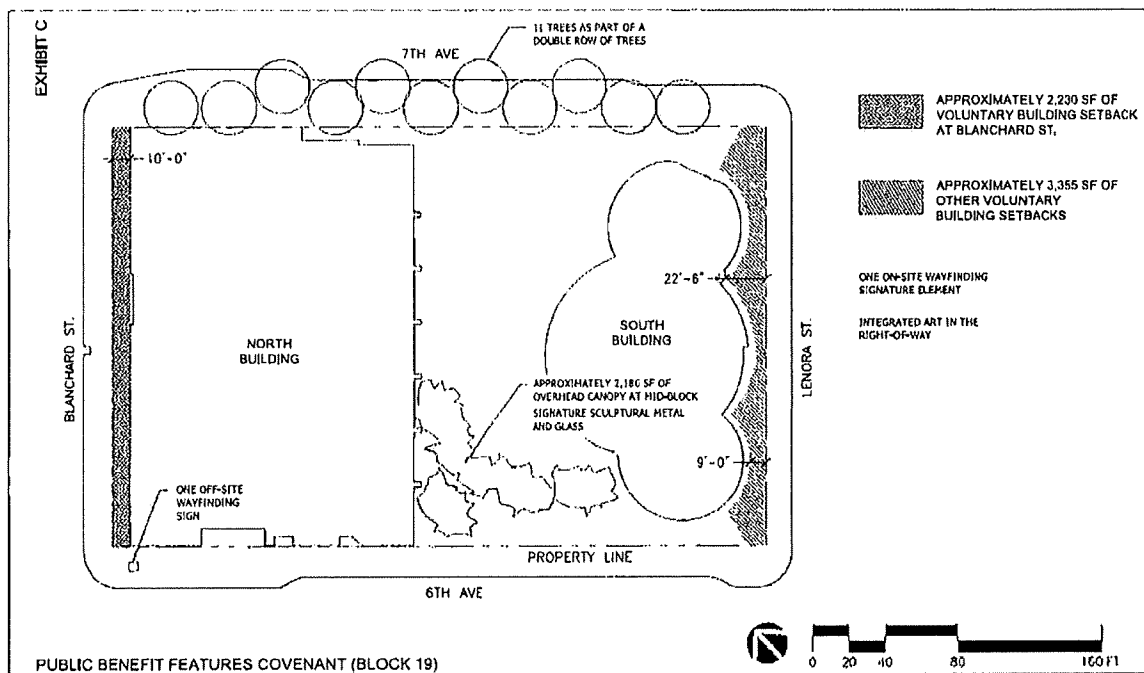 EXHIBIT C
11 TREES AS PART OF A
DOUBLE ROW OF TREES
7TH AVE
APPROXIMATELY 2,230 SF OF
VOLUNTARY BUILDING SETBACK
AT BLANCHARD ST.
10'-0"
APPROXIMATELY 3,355 SF OF
OTHER VOLUNTARY
BUILDING SETBACKS
22'-6"
ONE ON-SITE WAYFINDING
SIGNATURE ELEMENT
INTEGRATED ART IN THE
RIGHT-OF-WAY
BLANCHARD ST.
NORTH
BUILDING
SOUTH
BUILDING
LENORA ST.
APPROXIMATELY 2,180 SF OF
OVERHEAD CANOPY AT MID-BLOCK
SIGNATURE SCULPTURAL METAL
AND GLASS
9'-0"
ONE OFF-SITE
WAYFINDING
SIGN
PROPERTY LINE
6TH AVE
PUBLIC BENEFIT FEATURES COVENANT (BLOCK 19)
0 20 40 80 160 FT